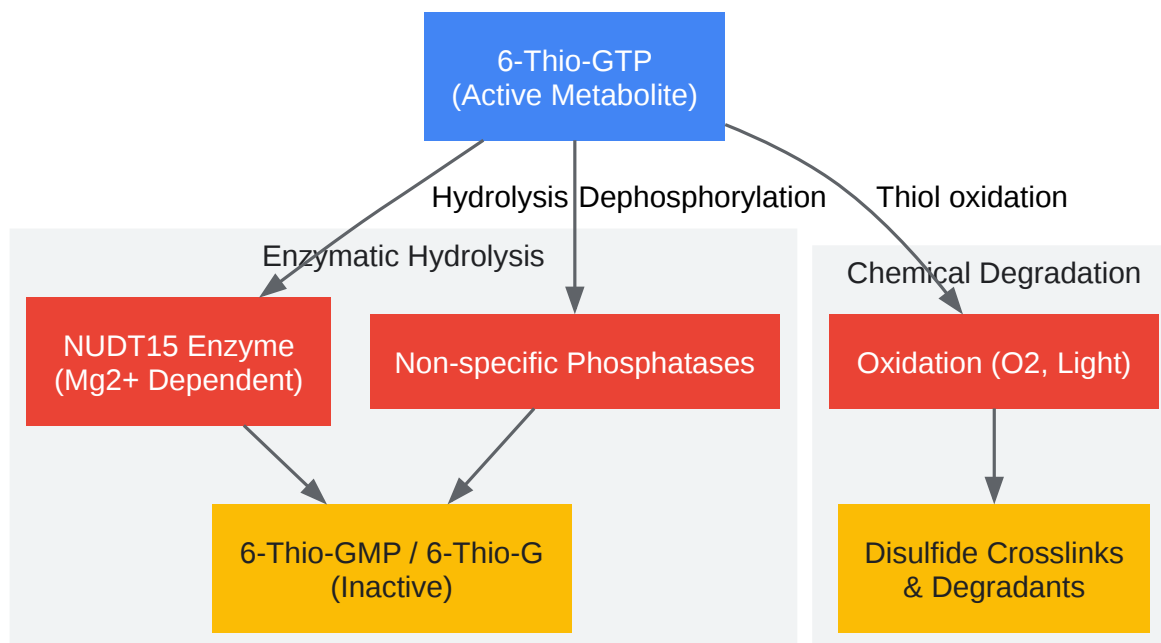 6-Thio-GTP
(Active Metabolite)
Hydrolysis
Dephosphorylation
Thiol oxidation
Enzymatic Hydrolysis
Chemical Degradation
NUDT15 Enzyme
(Mg2+ Dependent)
Non-specific Phosphatases
Oxidation (O2, Light)
6-Thio-GMP / 6-Thio-G
(Inactive)
Disulfide Crosslinks
& Degradants